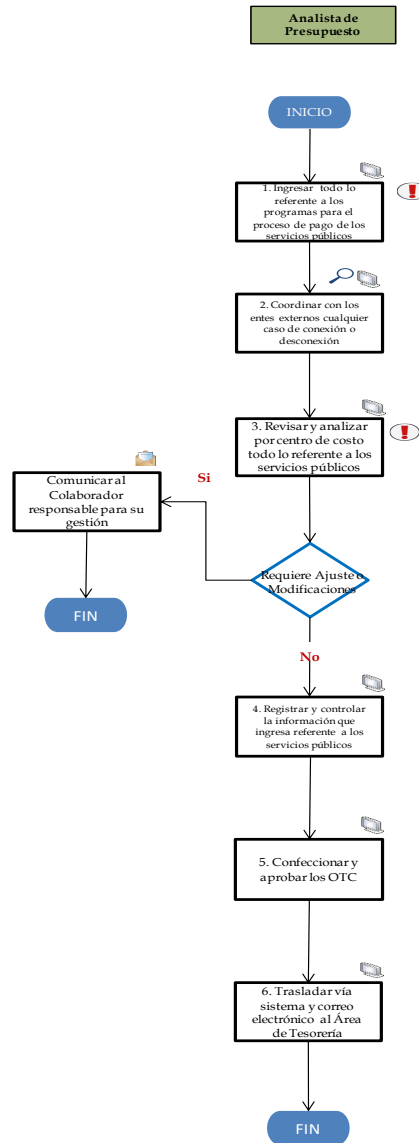 Analista de
Presupuesto
INICIO
1. Ingresar todo lo
referente a los
programas para el
proceso de pago de los
servicios públicos
2. Coordinar con los
entes externos cualquier
caso de conexión o
desconexión
3. Revisar y analizar
por centro de costo
todo lo referente a los
servicios públicos
Si
Comunicar al
Colaborador
responsable para su
gestión
FIN
Requiere Ajuste o
Modificaciones
No
4. Registrar y controlar
la información que
ingresa referente a los
servicios públicos
5. Confeccionar y
aprobar los OTC
6. Trasladar vía
sistema y correo
electrónico al Área
de Tesorería
FIN